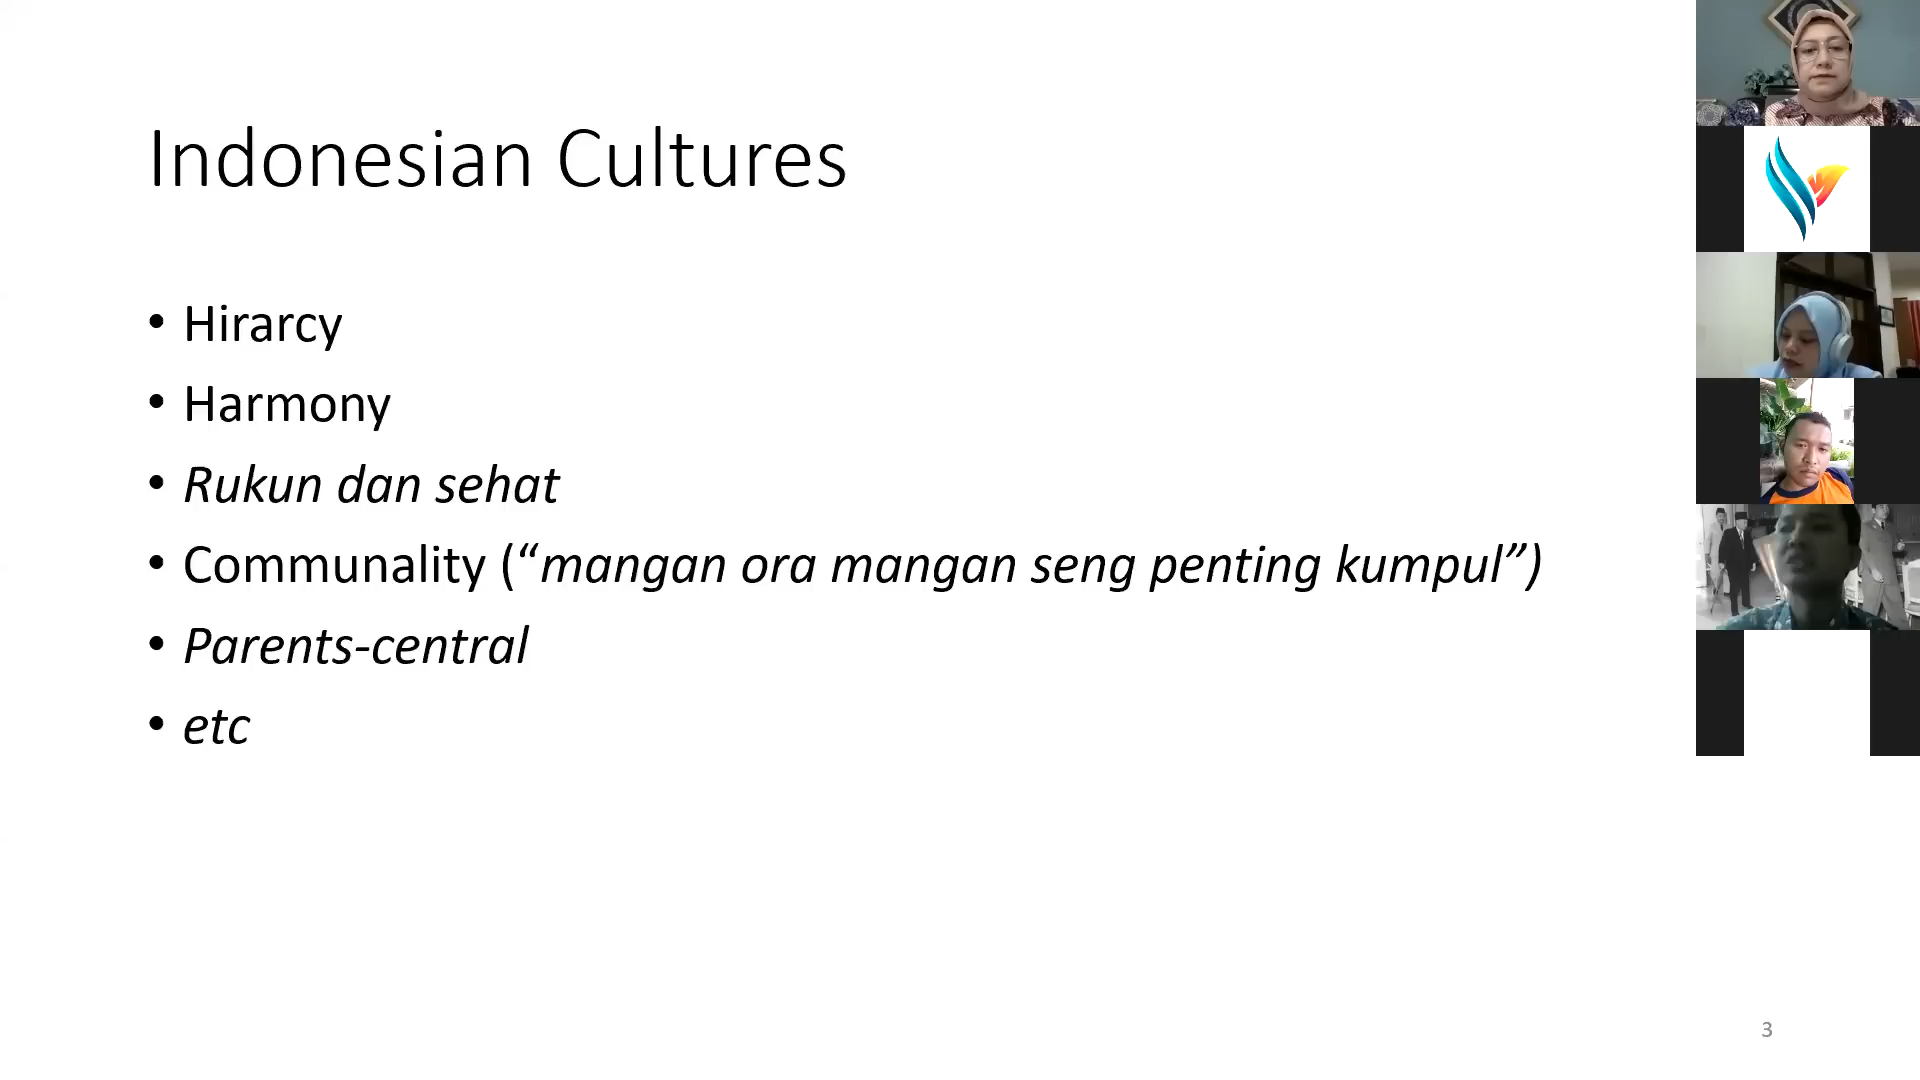 Indonesian Cultures
• Hirarcy
• Harmony
• Rukun dan sehat
• Communality (“mangan ora mangan seng penting kumpul”)
• Parents-central
• etc
3